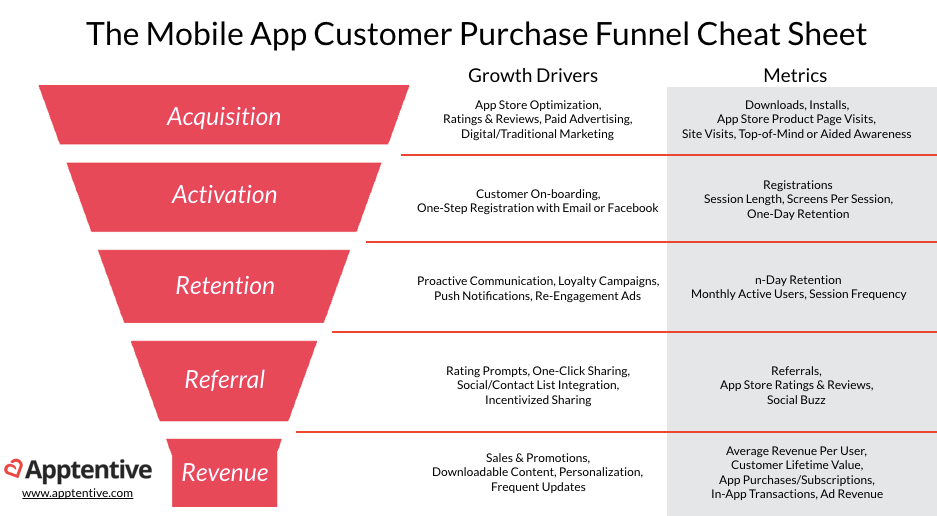 The Mobile App Customer Purchase Funnel Cheat Sheet
Growth Drivers
Metrics
Acquisition
App Store Optimization,
Ratings & Reviews, Paid Advertising,
Digital/Traditional Marketing
Downloads, Installs,
App Store Product Page Visits,
Site Visits, Top-of-Mind or Aided Awareness
Activation
Customer On-boarding,
One-Step Registration with Email or Facebook
Registrations
Session Length, Screens Per Session,
One-Day Retention
Retention
Proactive Communication, Loyalty Campaigns,
Push Notifications, Re-Engagement Ads
n-Day Retention
Monthly Active Users, Session Frequency
Referral
Rating Prompts, One-Click Sharing,
Social/Contact List Integration,
Incentivized Sharing
Referrals,
App Store Ratings & Reviews,
Social Buzz
Revenue
Sales & Promotions,
Downloadable Content, Personalization,
Frequent Updates
Average Revenue Per User,
Customer Lifetime Value,
App Purchases/Subscriptions,
In-App Transactions, Ad Revenue
Apptentive
www.apptentive.com